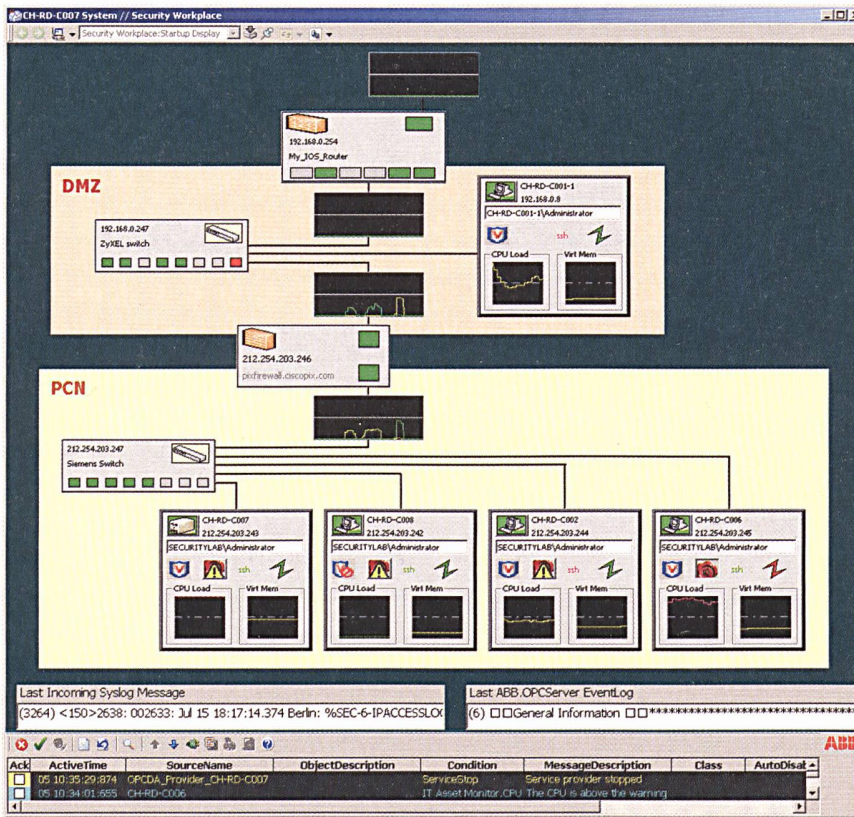 CH-RD-C007 System // Security Workplace
Security Workplace:Startup Display
192.168.0.254
My_IOS_Router
DMZ
CH-RD-C001-1
192.168.0.8
CH-RD-C001-1\Administrator
ssh
CPU Load
Virt Mem
192.168.0.247
ZyXEL switch
212.254.203.246
pixfirewall.ciscopix.com
PCN
212.254.203.247
Siemens Switch
CH-RD-C007
212.254.203.243
SECURITYLAB\Administrator
ssh
CPU Load
Virt Mem
CH-RD-C008
212.254.203.242
SECURITYLAB\Administrator
ssh
CPU Load
Virt Mem
CH-RD-C002
212.254.203.244
SECURITYLAB\Administrator
ssh
CPU Load
Virt Mem
CH-RD-C006
212.254.203.245
SECURITYLAB\Administrator
ssh
CPU Load
Virt Mem
Last Incoming Syslog Message
(3264) <150>2638: 002633: Jul 15 18:17:14.374 Berlin: %SEC-6-IPACCESSLO
Last ABB.OPCServer EventLog
(6) □□General Information □□************************************
ABB
Ack ActiveTime SourceName ObjectDescription Condition MessageDescription Class AutoDisab
05 10:35:29:874 OPCDA_Provider_CH-RD-C007 ServiceStop Service provider stopped
05 10:34:01:655 CH-RD-C006 IT Asset Monitor,CPU The CPU is above the warning